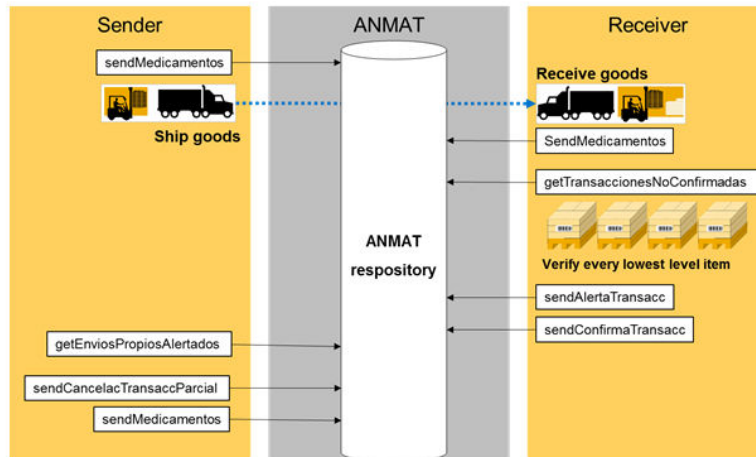 Sender
ANMAT
Receiver
sendMedicamentos
Receive goods
Ship goods
SendMedicamentos
getTransaccionesNoConfirmadas
ANMAT
respository
Verify every lowest level item
sendAlertaTransacc
sendConfirmaTransacc
getEnviosPropiosAlertados
sendCancelacTransaccParcial
sendMedicamentos